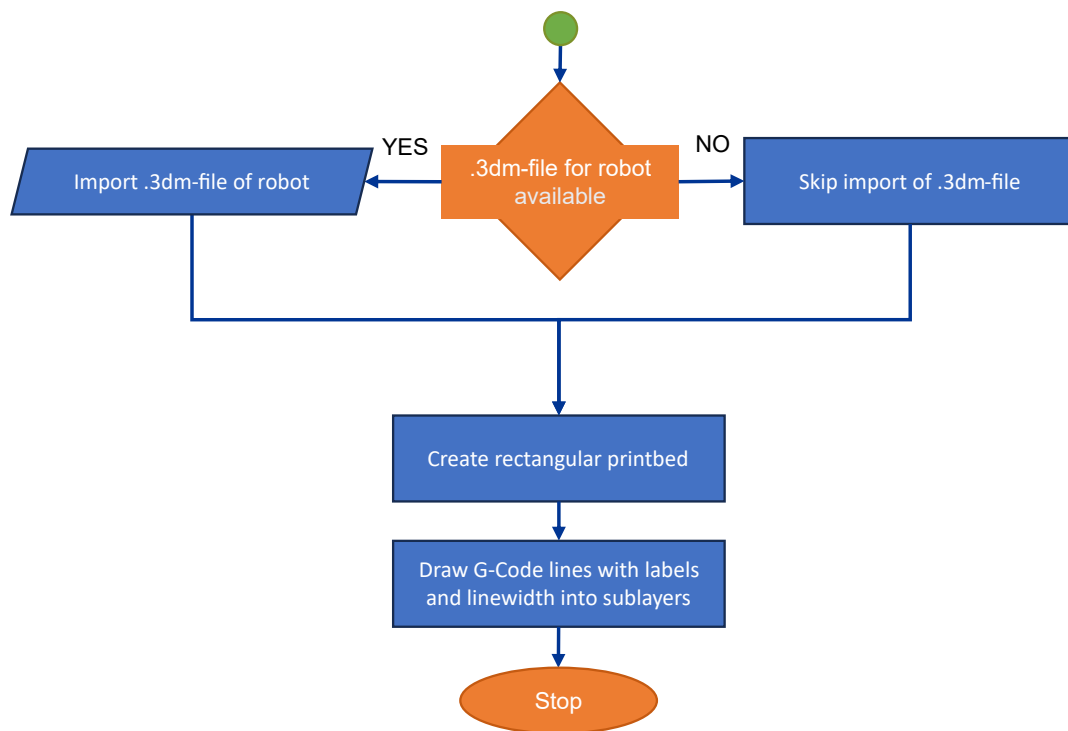 YES
NO
.3dm-file for robot
available
Import .3dm-file of robot
Skip import of .3dm-file
Create rectangular printbed
Draw G-Code lines with labels
and linewidth into sublayers
Stop